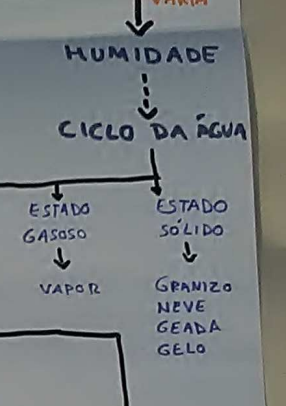 HUMIDADE
CICLO DA ÁGUA
ESTADO
GASOSO
VAPOR
ESTADO
SÓLIDO
GRANIZO
NEVE
GEADA
GELO